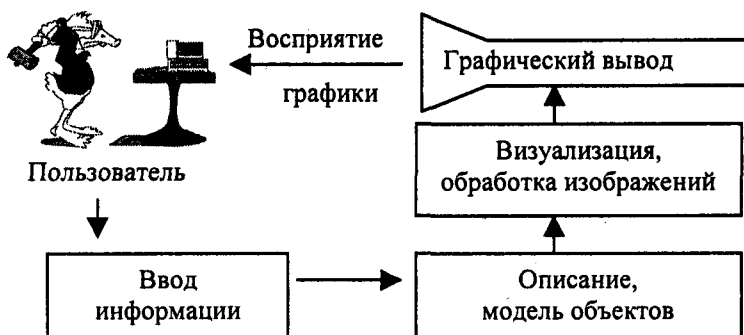 Восприятие
графики
Графический вывод
Пользователь
Визуализация,
обработка изображений
Ввод
информации
Описание,
модель объектов